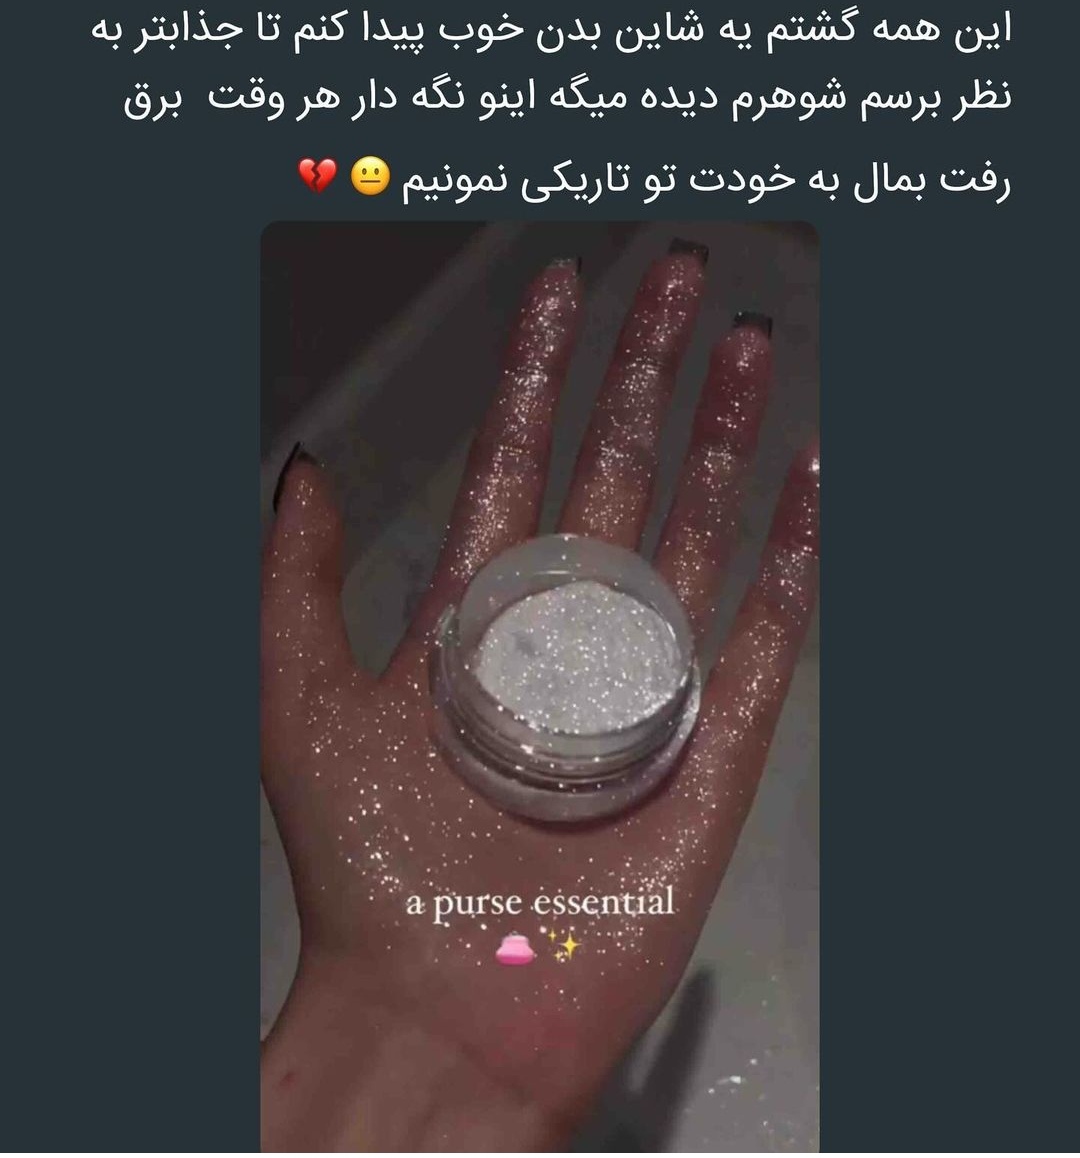 این همه گشتم یه شاین بدن خوب پیدا کنم تا جذابتر به
نظر برسم شوهرم دیده میگه اینو نگه دار هر وقت برق
رفت بمال به خودت تو تاریکی نمونیم 😐 💔
a purse essential
👛 ✨